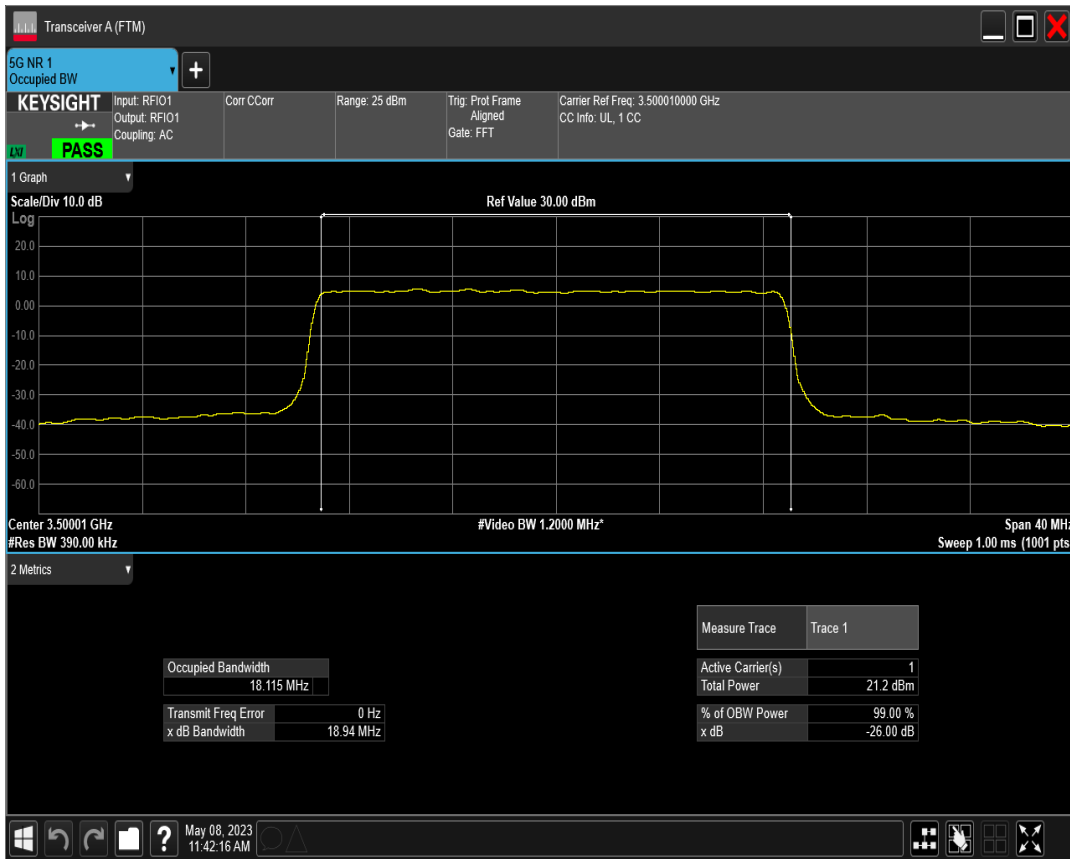 Transceiver A (FTM)
5G NR 1
Occupied BW
+
KEYSIGHT
LXI
PASS
Input: RFIO1
Output: RFIO1
Coupling: AC
Corr CCorr
Range: 25 dBm
Trig: Prot Frame
Aligned
Gate: FFT
Carrier Ref Freq: 3.500010000 GHz
CC Info: UL, 1 CC
1 Graph
Scale/Div 10.0 dB
Ref Value 30.00 dBm
Log
20.0
10.0
0.00
-10.0
-20.0
-30.0
-40.0
-50.0
-60.0
Center 3.50001 GHz
#Video BW 1.2000 MHz*
Span 40 MHz
#Res BW 390.00 kHz
Sweep 1.00 ms (1001 pts
2 Metrics
Measure Trace Trace 1
Occupied Bandwidth
18.115 MHz
Transmit Freq Error 0 Hz
x dB Bandwidth 18.94 MHz
Active Carrier(s) 1
Total Power 21.2 dBm
% of OBW Power 99.00 %
x dB -26.00 dB
?
May 08, 2023
11:42:16 AM